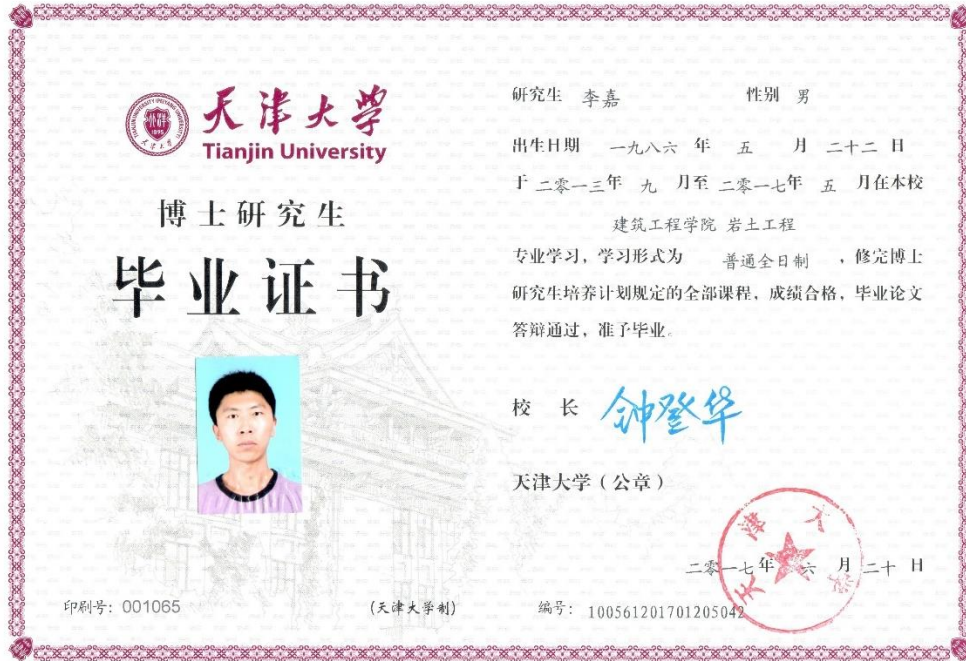 天津大学
Tianjin University
博士研究生
毕业证书
印刷号：001065
(天津大学制)
研究生 李嘉 性别 男
出生日期 一九八六 年 五 月 二十二 日
于 二零一三年 九 月至 二零一七年 五 月在本校
建筑工程学院 岩土工程
专业学习，学习形式为 普通全日制 ，修完博士
研究生培养计划规定的全部课程，成绩合格，毕业论文
答辩通过，准予毕业。
校 长 钟登华
天津大学（公章）
天津大学
二零一七年 六 月 二十 日
编号： 100561201701205042